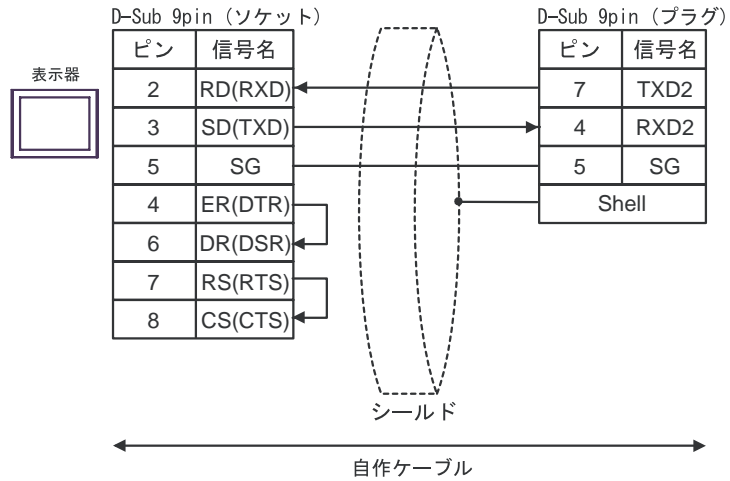 D-Sub 9pin (ソケット)
D-Sub 9pin (プラグ)
表示器
ピン 信号名
2 RD(RXD)
3 SD(TXD)
5 SG
4 ER(DTR)
6 DR(DSR)
7 RS(RTS)
8 CS(CTS)
ピン 信号名
7 TXD2
4 RXD2
5 SG
Shell
シールド
自作ケーブル